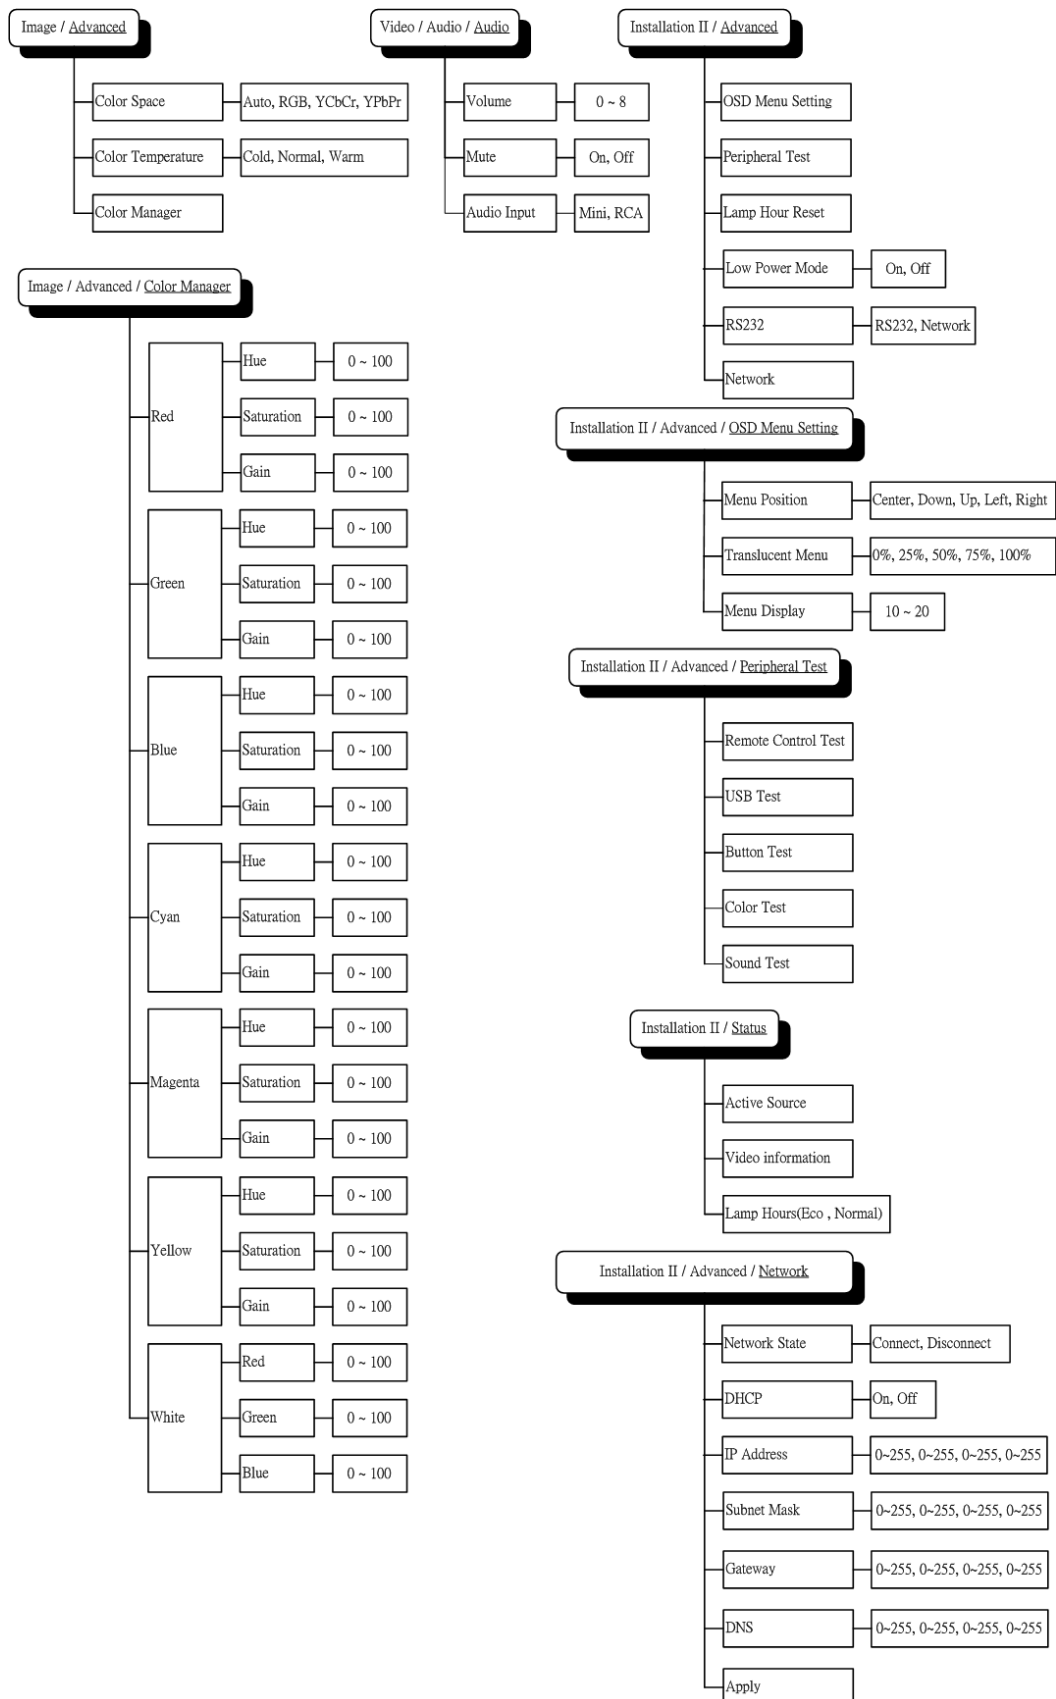 Image / Advanced
Color Space
Auto, RGB, YCbCr, YPbPr
Color Temperature
Cold, Normal, Warm
Color Manager
Image / Advanced / Color Manager
Red
Hue
0 ~ 100
Saturation
0 ~ 100
Gain
0 ~ 100
Green
Hue
0 ~ 100
Saturation
0 ~ 100
Gain
0 ~ 100
Blue
Hue
0 ~ 100
Saturation
0 ~ 100
Gain
0 ~ 100
Cyan
Hue
0 ~ 100
Saturation
0 ~ 100
Gain
0 ~ 100
Magenta
Hue
0 ~ 100
Saturation
0 ~ 100
Gain
0 ~ 100
Yellow
Hue
0 ~ 100
Saturation
0 ~ 100
Gain
0 ~ 100
White
Red
0 ~ 100
Green
0 ~ 100
Blue
0 ~ 100
Video / Audio / Audio
Volume
0 ~ 8
Mute
On, Off
Audio Input
Mini, RCA
Installation II / Advanced
OSD Menu Setting
Peripheral Test
Lamp Hour Reset
Low Power Mode
On, Off
RS232
RS232, Network
Network
Installation II / Advanced / OSD Menu Setting
Menu Position
Center, Down, Up, Left, Right
Translucent Menu
0%, 25%, 50%, 75%, 100%
Menu Display
10 ~ 20
Installation II / Advanced / Peripheral Test
Remote Control Test
USB Test
Button Test
Color Test
Sound Test
Installation II / Status
Active Source
Video information
Lamp Hours(Eco , Normal)
Installation II / Advanced / Network
Network State
Connect, Disconnect
DHCP
On, Off
IP Address
0~255, 0~255, 0~255, 0~255
Subnet Mask
0~255, 0~255, 0~255, 0~255
Gateway
0~255, 0~255, 0~255, 0~255
DNS
0~255, 0~255, 0~255, 0~255
Apply